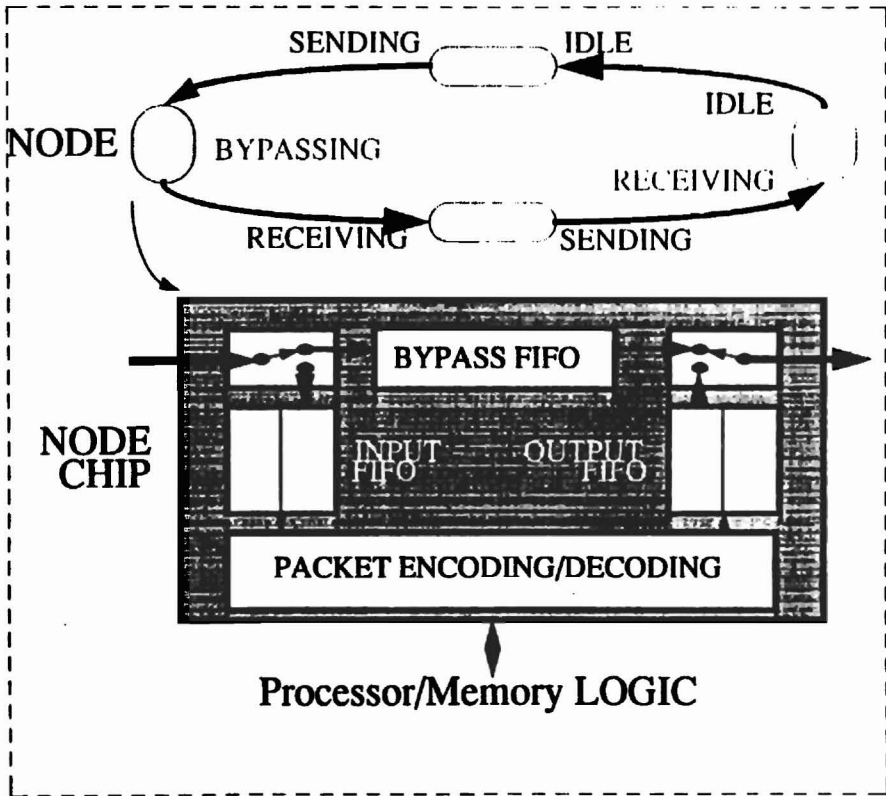 SENDING IDLE
IDLE
NODE BYPASSING
RECEIVING
RECEIVING SENDING
BYPASS FIFO
NODE
CHIP
INPUT
FIFO
OUTPUT
FIFO
PACKET ENCODING/DECODING
Processor/Memory LOGIC